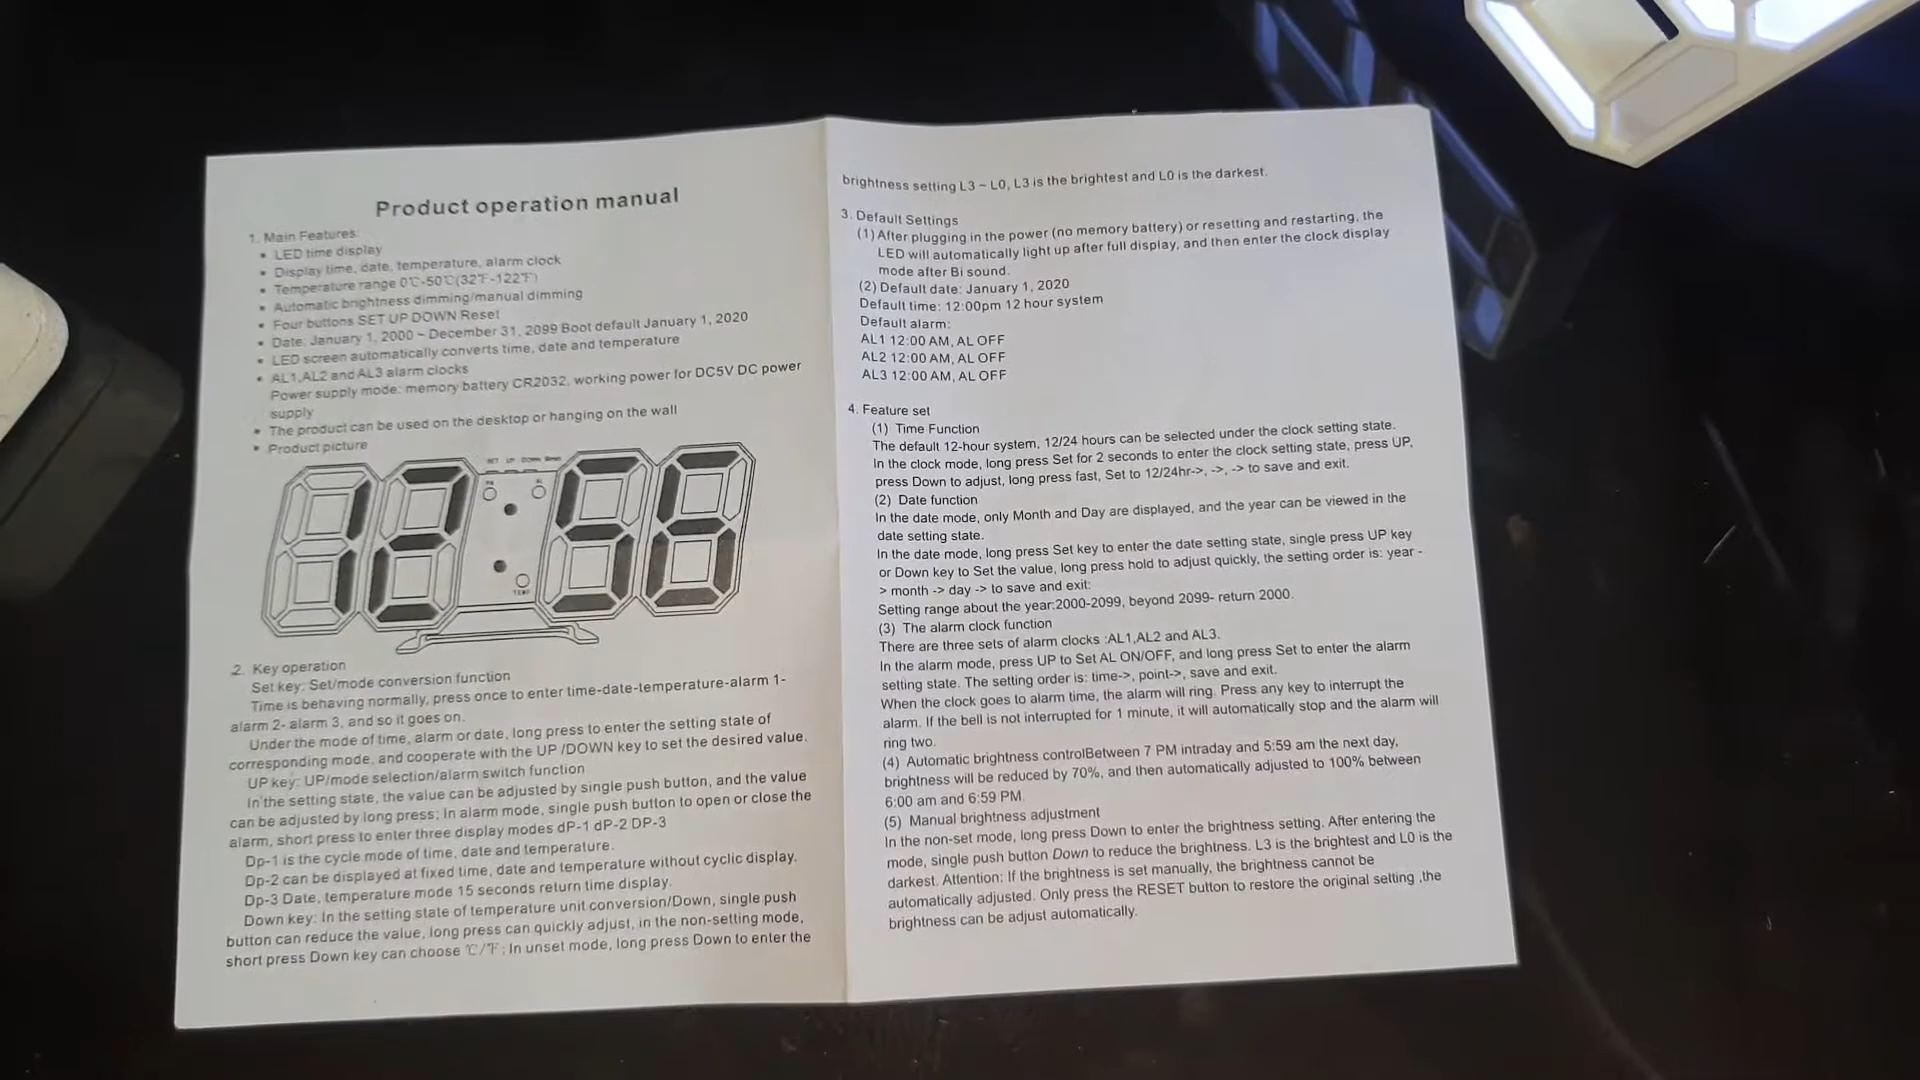 Product operation manual
1. Main Features:
• LED time display
• Display time, date, temperature, alarm clock
• Temperature range 0℃-50℃(32℉-122℉)
• Automatic brightness dimming/manual dimming
• Four buttons SET UP DOWN Reset
• Date: January 1, 2000 ~ December 31, 2099 Boot default January 1, 2020
• LED screen automatically converts time, date and temperature
• AL1,AL2 and AL3 alarm clocks
Power supply mode: memory battery CR2032, working power for DC5V DC power
supply
• The product can be used on the desktop or hanging on the wall
• Product picture
SET UP DOWN Reset
PM AL
TEMP
2. Key operation
Set key: Set/mode conversion function
Time is behaving normally, press once to enter time-date-temperature-alarm 1-
alarm 2- alarm 3, and so it goes on.
Under the mode of time, alarm or date, long press to enter the setting state of
corresponding mode, and cooperate with the UP /DOWN key to set the desired value.
UP key: UP/mode selection/alarm switch function
In the setting state, the value can be adjusted by single push button, and the value
can be adjusted by long press; In alarm mode, single push button to open or close the
alarm, short press to enter three display modes dP-1 dP-2 DP-3
Dp-1 is the cycle mode of time, date and temperature.
Dp-2 can be displayed at fixed time, date and temperature without cyclic display.
Dp-3 Date, temperature mode 15 seconds return time display.
Down key: In the setting state of temperature unit conversion/Down, single push
button can reduce the value, long press can quickly adjust, in the non-setting mode,
short press Down key can choose ℃/℉; In unset mode, long press Down to enter the
brightness setting L3 ~ L0, L3 is the brightest and L0 is the darkest.
3. Default Settings
(1)After plugging in the power (no memory battery) or resetting and restarting, the
LED will automatically light up after full display, and then enter the clock display
mode after Bi sound.
(2) Default date: January 1, 2020
Default time: 12:00pm 12 hour system
Default alarm:
AL1 12:00 AM, AL OFF
AL2 12:00 AM, AL OFF
AL3 12:00 AM, AL OFF
4. Feature set
(1) Time Function
The default 12-hour system, 12/24 hours can be selected under the clock setting state.
In the clock mode, long press Set for 2 seconds to enter the clock setting state, press UP,
press Down to adjust, long press fast, Set to 12/24hr->, ->, -> to save and exit.
(2) Date function
In the date mode, only Month and Day are displayed, and the year can be viewed in the
date setting state.
In the date mode, long press Set key to enter the date setting state, single press UP key
or Down key to Set the value, long press hold to adjust quickly, the setting order is: year -
> month -> day -> to save and exit:
Setting range about the year:2000-2099, beyond 2099- return 2000.
(3) The alarm clock function
There are three sets of alarm clocks :AL1,AL2 and AL3.
In the alarm mode, press UP to Set AL ON/OFF, and long press Set to enter the alarm
setting state. The setting order is: time->, point->, save and exit.
When the clock goes to alarm time, the alarm will ring. Press any key to interrupt the
alarm. If the bell is not interrupted for 1 minute, it will automatically stop and the alarm will
ring two.
(4) Automatic brightness controlBetween 7 PM intraday and 5:59 am the next day,
brightness will be reduced by 70%, and then automatically adjusted to 100% between
6:00 am and 6:59 PM.
(5) Manual brightness adjustment
In the non-set mode, long press Down to enter the brightness setting. After entering the
mode, single push button Down to reduce the brightness. L3 is the brightest and L0 is the
darkest. Attention: If the brightness is set manually, the brightness cannot be
automatically adjusted. Only press the RESET button to restore the original setting ,the
brightness can be adjust automatically.